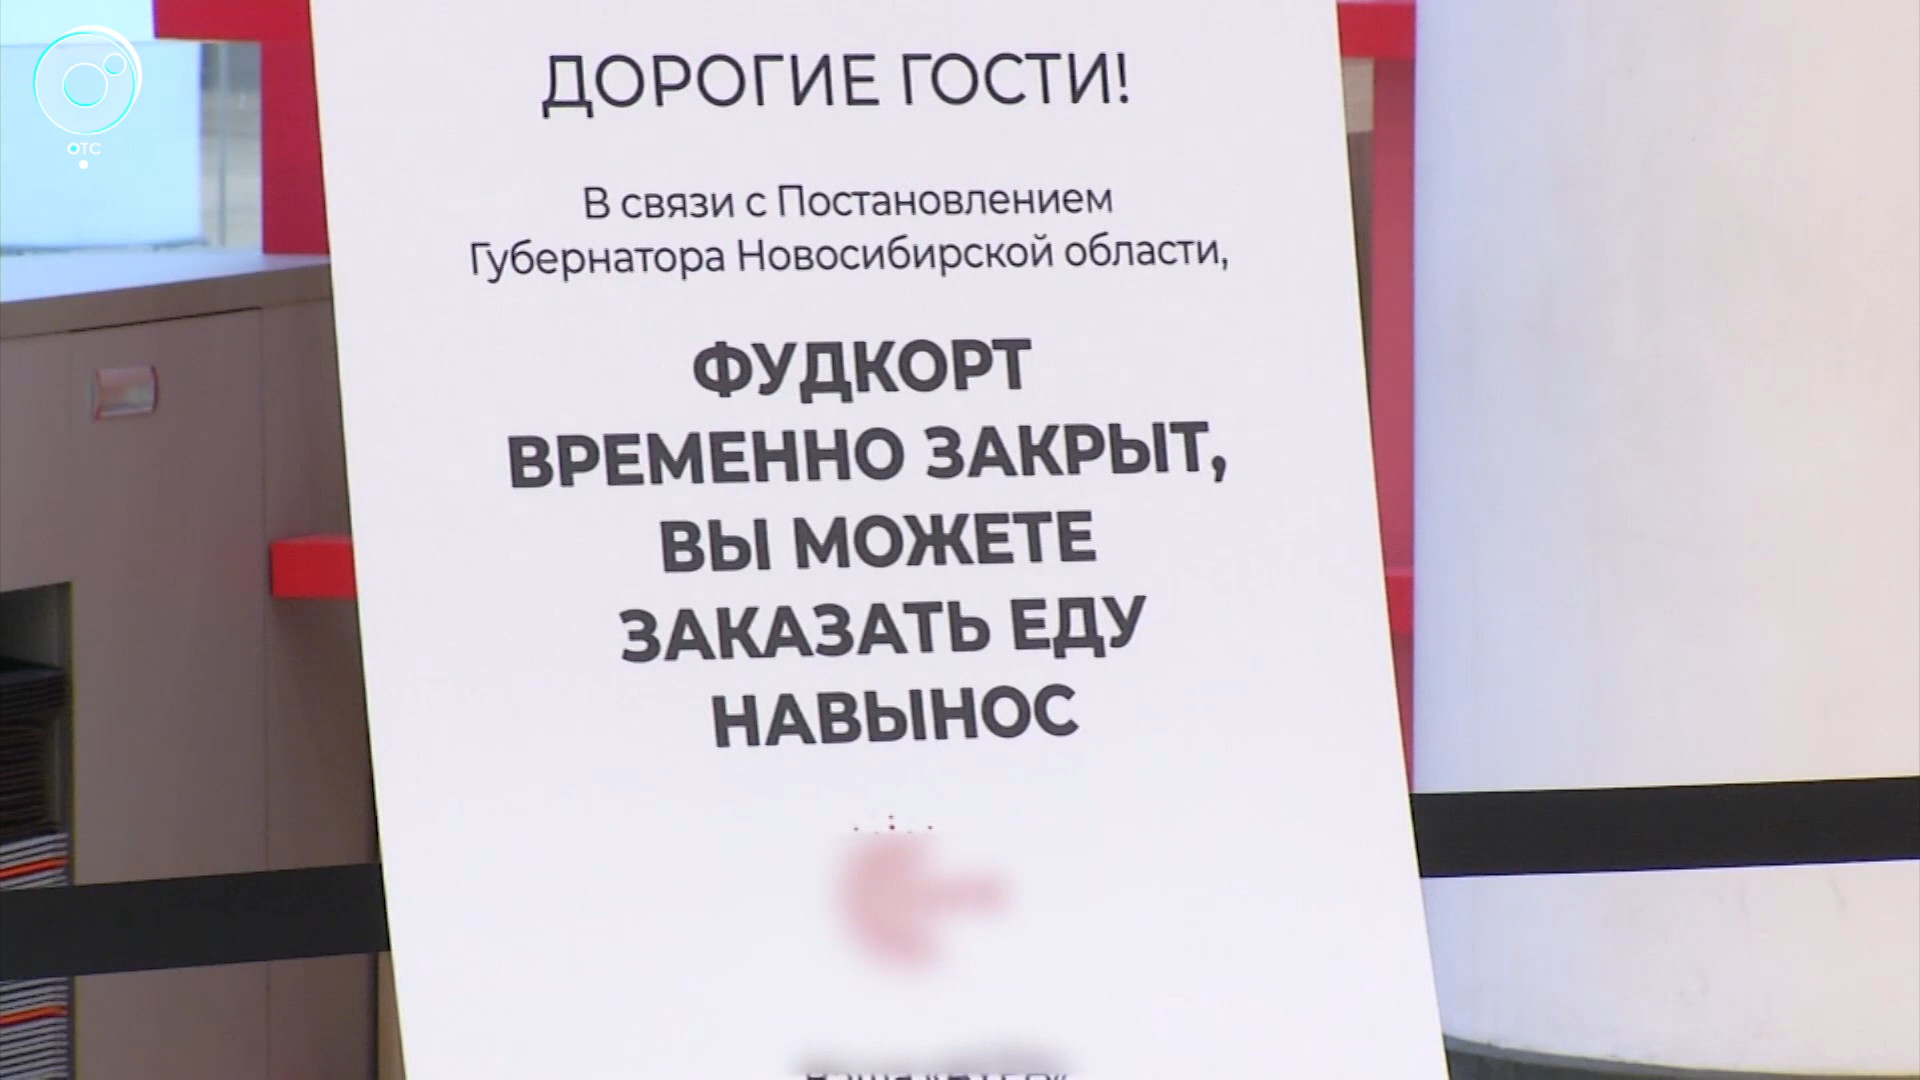 ОТС
ДОРОГИЕ ГОСТИ!
В связи с Постановлением
Губернатора Новосибирской области,
ФУДКОРТ
ВРЕМЕННО ЗАКРЫТ,
ВЫ МОЖЕТЕ
ЗАКАЗАТЬ ЕДУ
НАВЫНОС